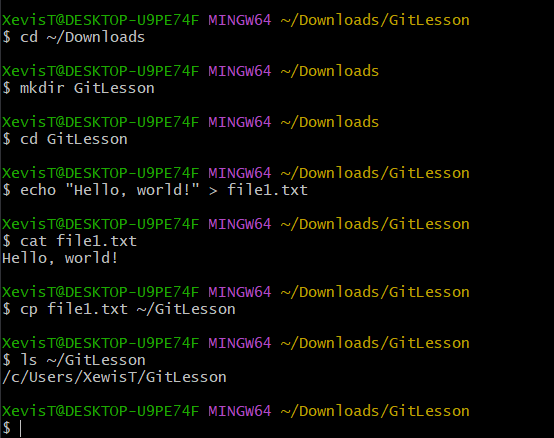 XevisT@DESKTOP-U9PE74F MINGW64 ~/Downloads/GitLesson
$ cd ~/Downloads
XevisT@DESKTOP-U9PE74F MINGW64 ~/Downloads
$ mkdir GitLesson
XevisT@DESKTOP-U9PE74F MINGW64 ~/Downloads
$ cd GitLesson
XevisT@DESKTOP-U9PE74F MINGW64 ~/Downloads/GitLesson
$ echo "Hello, world!" > file1.txt
XevisT@DESKTOP-U9PE74F MINGW64 ~/Downloads/GitLesson
$ cat file1.txt
Hello, world!
XevisT@DESKTOP-U9PE74F MINGW64 ~/Downloads/GitLesson
$ cp file1.txt ~/GitLesson
XevisT@DESKTOP-U9PE74F MINGW64 ~/Downloads/GitLesson
$ ls ~/GitLesson
/c/Users/XewisT/GitLesson
XevisT@DESKTOP-U9PE74F MINGW64 ~/Downloads/GitLesson
$